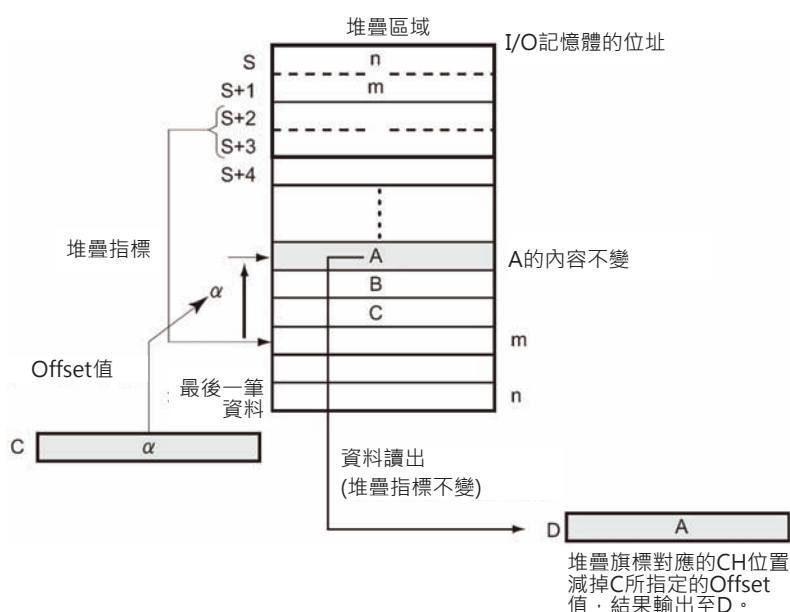 堆疊區域
I/O記憶體的位址
S
n
S+1
m
S+2
S+3
S+4
堆疊指標
A
A的內容不變
B
α
C
m
Offset值
最後一筆
資料
n
C
α
資料讀出
(堆疊指標不變)
D
A
堆疊旗標對應的CH位置
減掉C所指定的Offset
值，結果輸出至D。